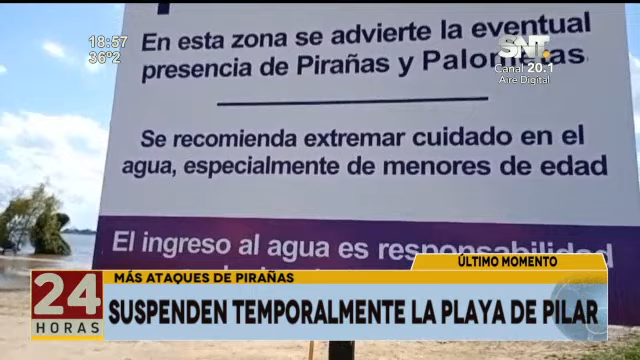 18:57
36°2
En esta zona se advierte la eventual
presencia de Pirañas y Palometas
SNT
Canal 20.1
Aire Digital
Se recomienda extremar cuidado en el
agua, especialmente de menores de edad
El ingreso al agua es responsabilidad
ÚLTIMO MOMENTO
MÁS ATAQUES DE PIRAÑAS
24
HORAS
SUSPENDEN TEMPORALMENTE LA PLAYA DE PILAR